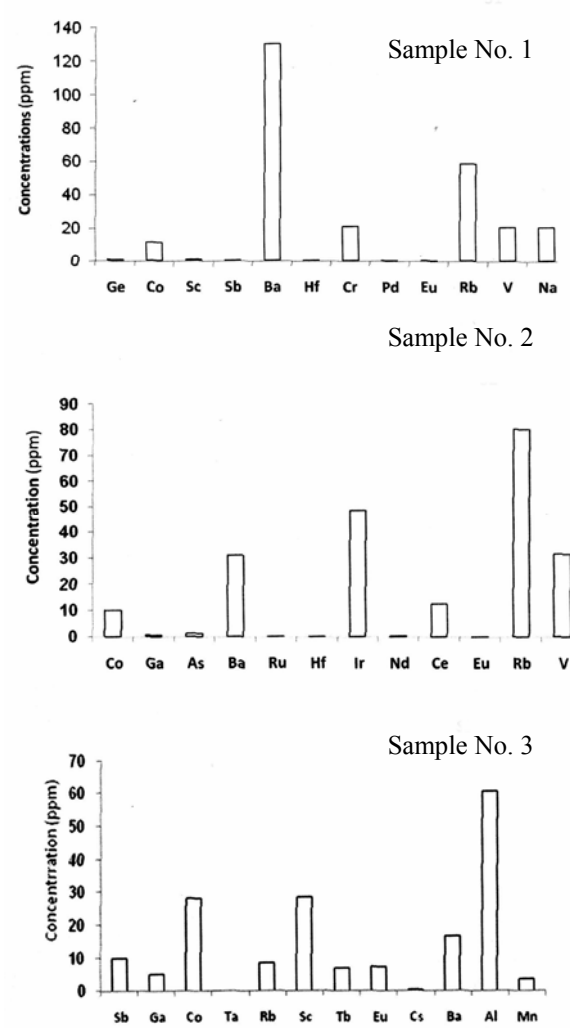 Sample No. 1
Concentrations (ppm)
140
120
100
80
60
40
20
0
Ge Co Sc Sb Ba Hf Cr Pd Eu Rb V Na
Sample No. 2
Concentration (ppm)
90
80
70
60
50
40
30
20
10
0
Co Ga As Ba Ru Hf Ir Nd Ce Eu Rb V
Sample No. 3
Concentrration (ppm)
70
60
50
40
30
20
10
0
Sb Ga Co Ta Rb Sc Tb Eu Cs Ba Al Mn